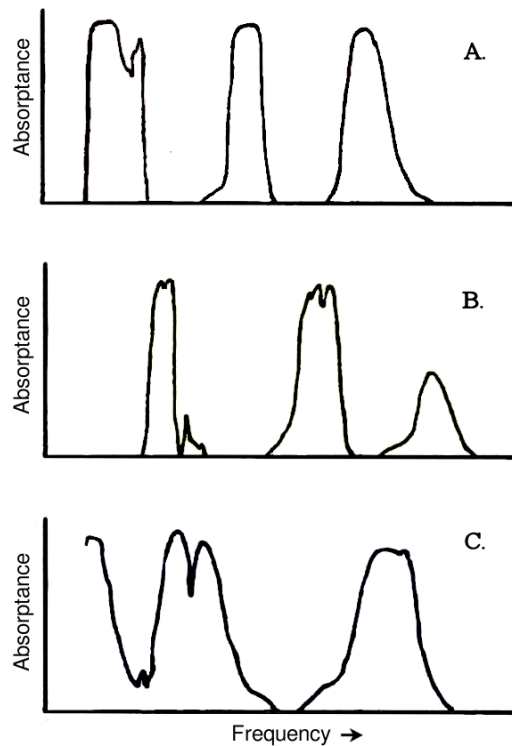 A.
Absorptance
B.
Absorptance
C.
Absorptance
Frequency →